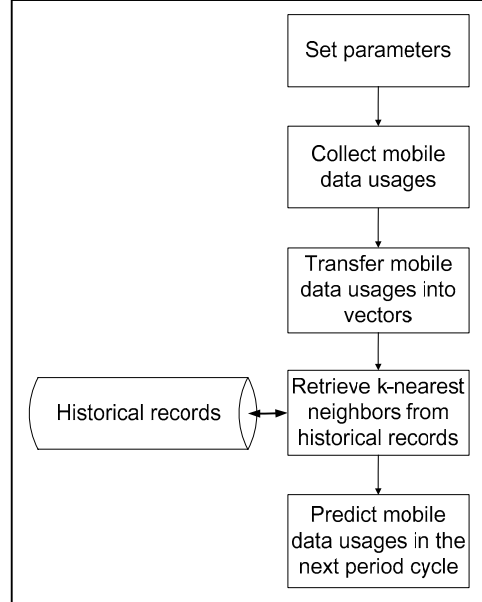 Set parameters
Collect mobile
data usages
Transfer mobile
data usages into
vectors
Historical records
Retrieve k-nearest
neighbors from
historical records
Predict mobile
data usages in the
next period cycle